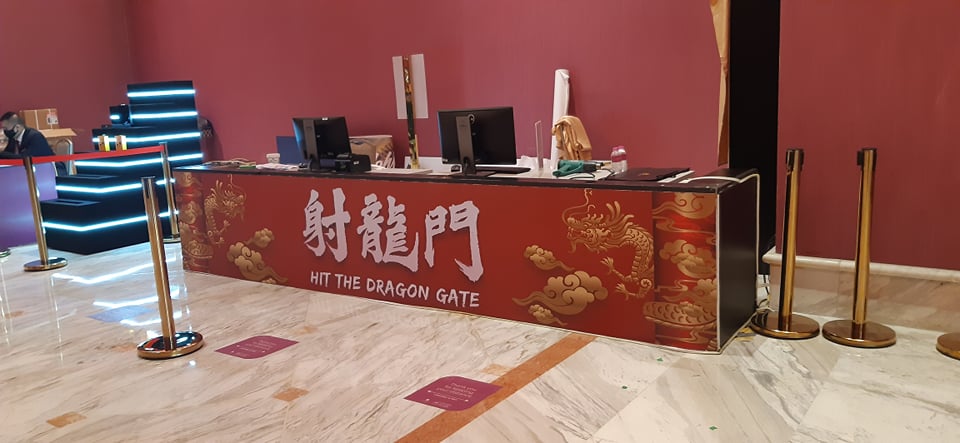 射龍門
HIT THE DRAGON GATE